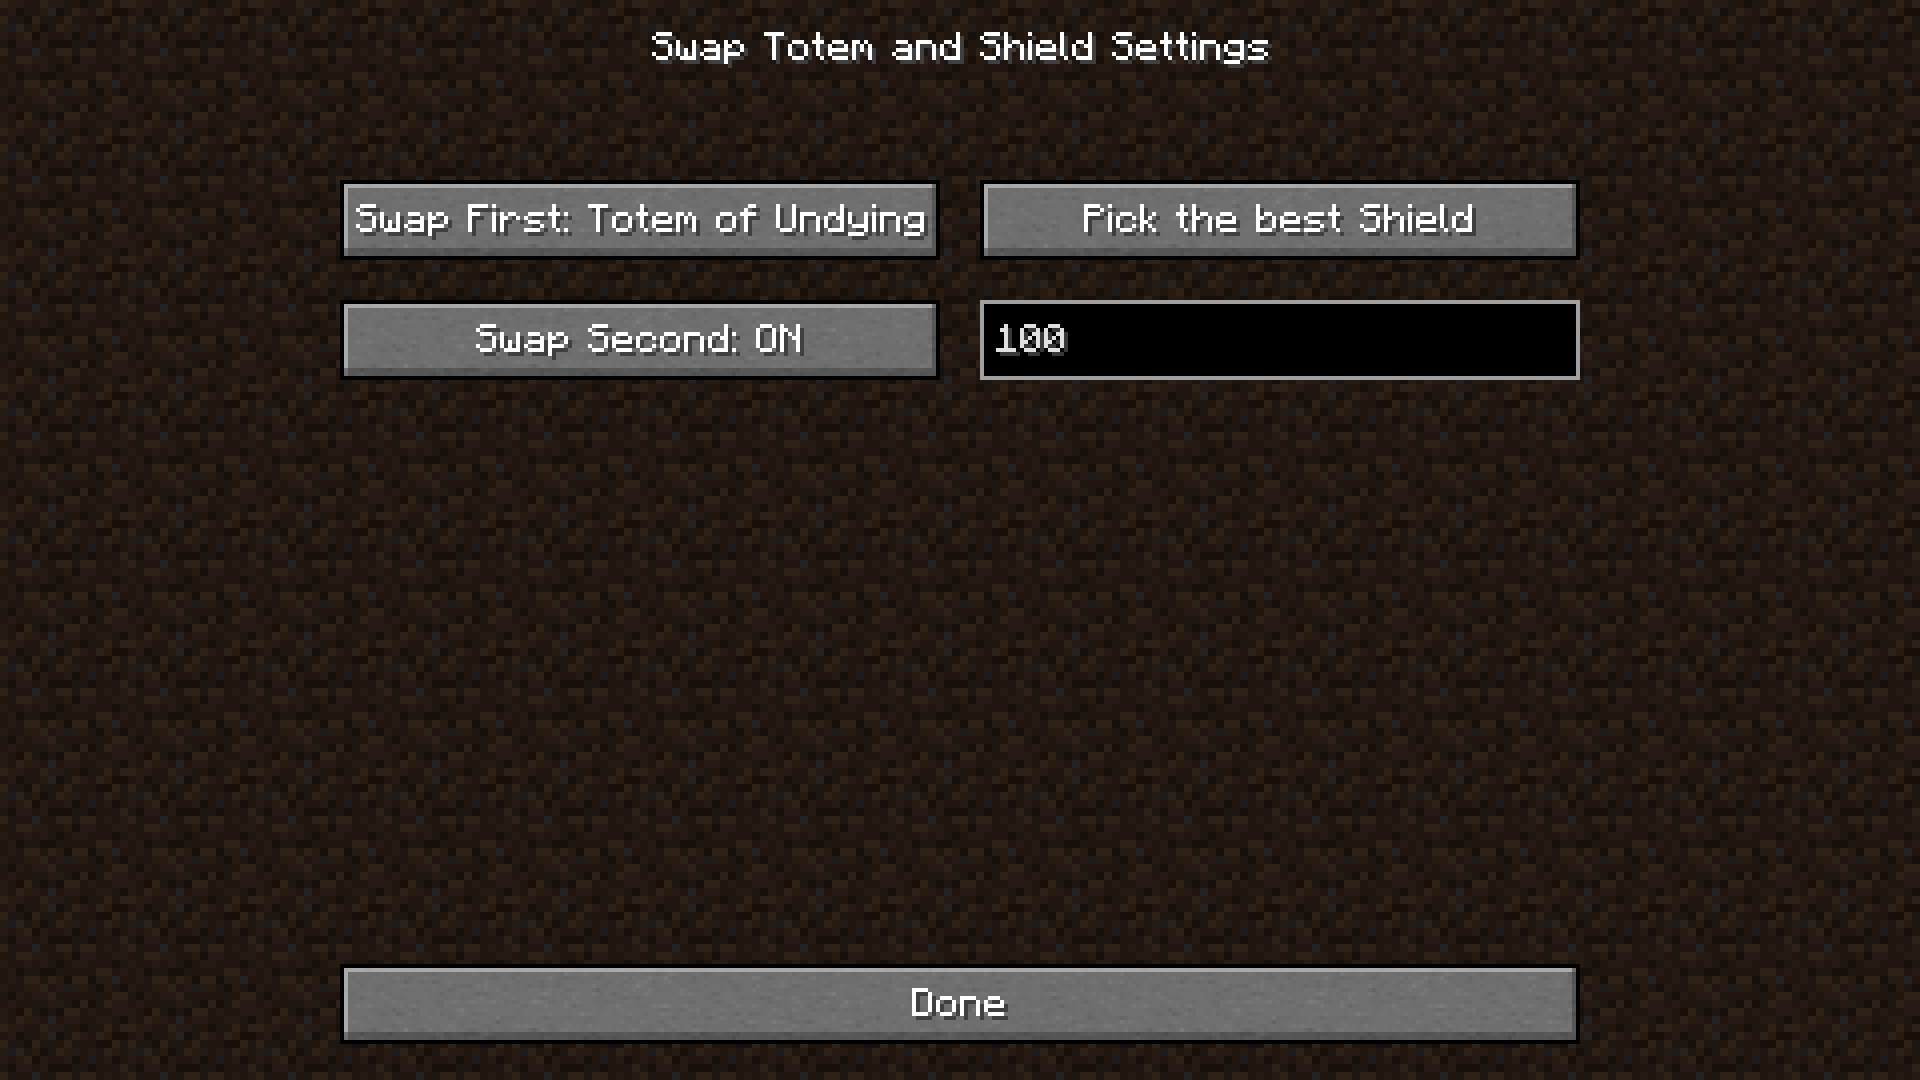 Swap Totem and Shield Settings
Swap First: Totem of Undying
Pick the best Shield
Swap Second: ON
100
Done